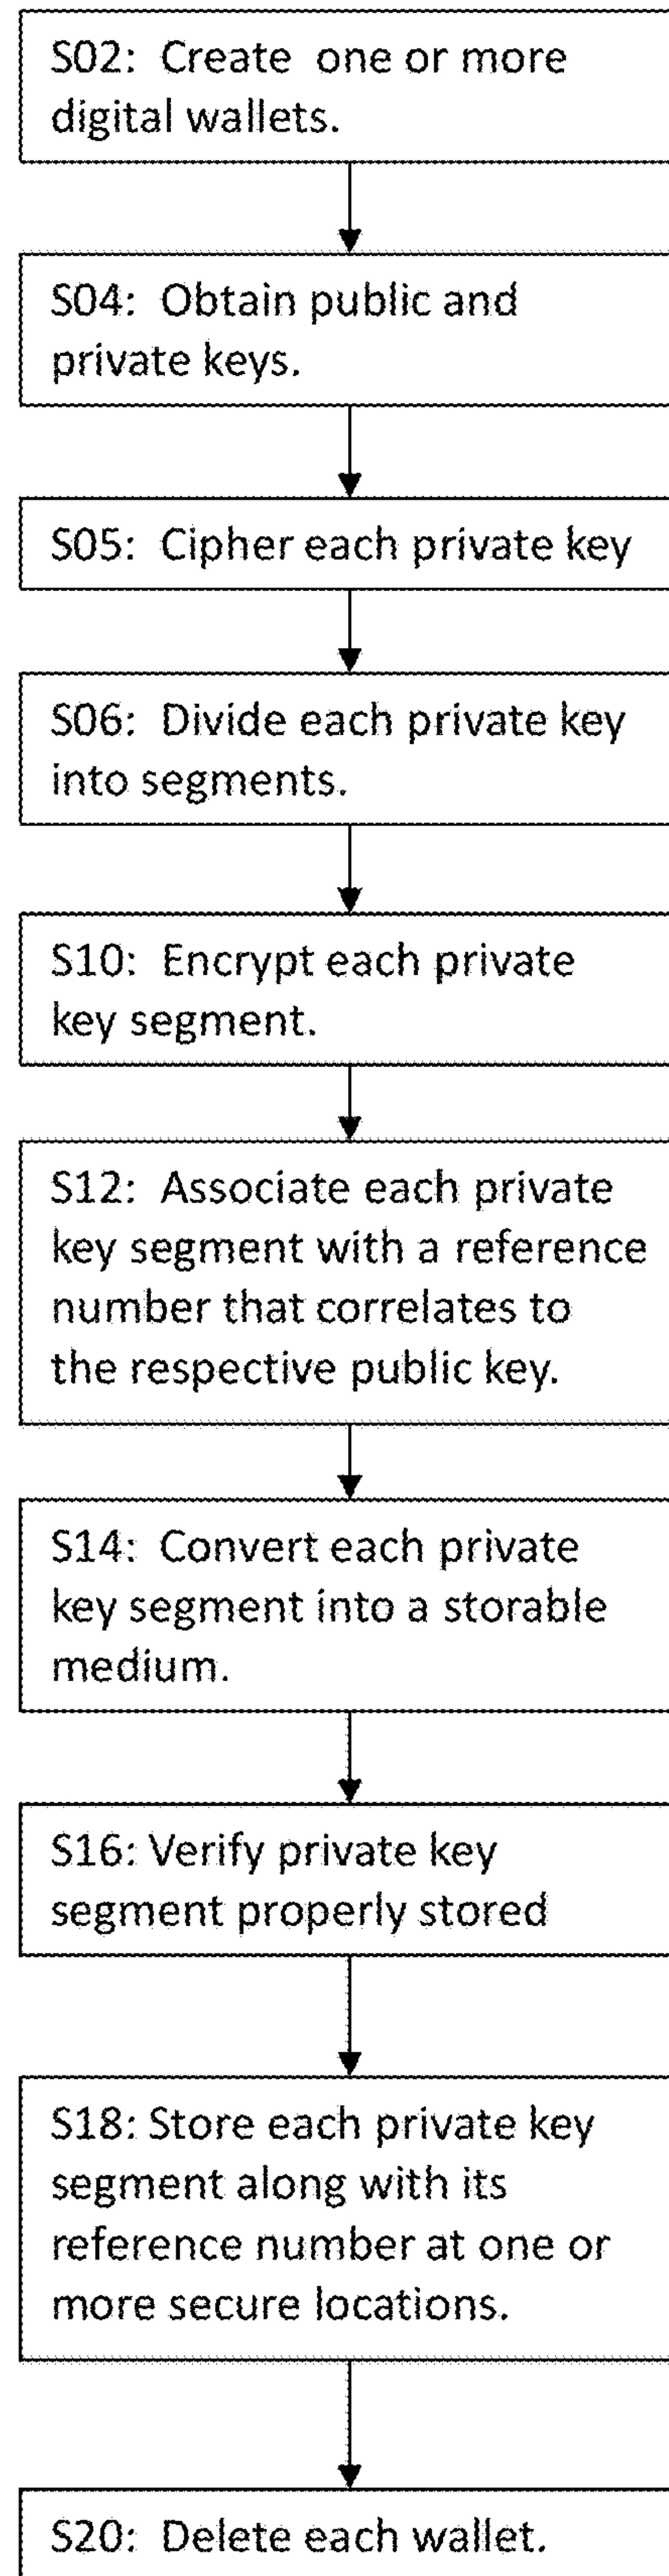 S02: Create one or more
digital wallets.
S04: Obtain public and
private keys.
S05: Cipher each private key
S06: Divide each private key
into segments.
S10: Encrypt each private
key segment.
S12: Associate each private
key segment with a reference
number that correlates to
the respective public key.
S14: Convert each private
key segment into a storable
medium.
S16: Verify private key
segment properly stored
S18: Store each private key
segment along with its
reference number at one or
more secure locations.
S20: Delete each wallet.